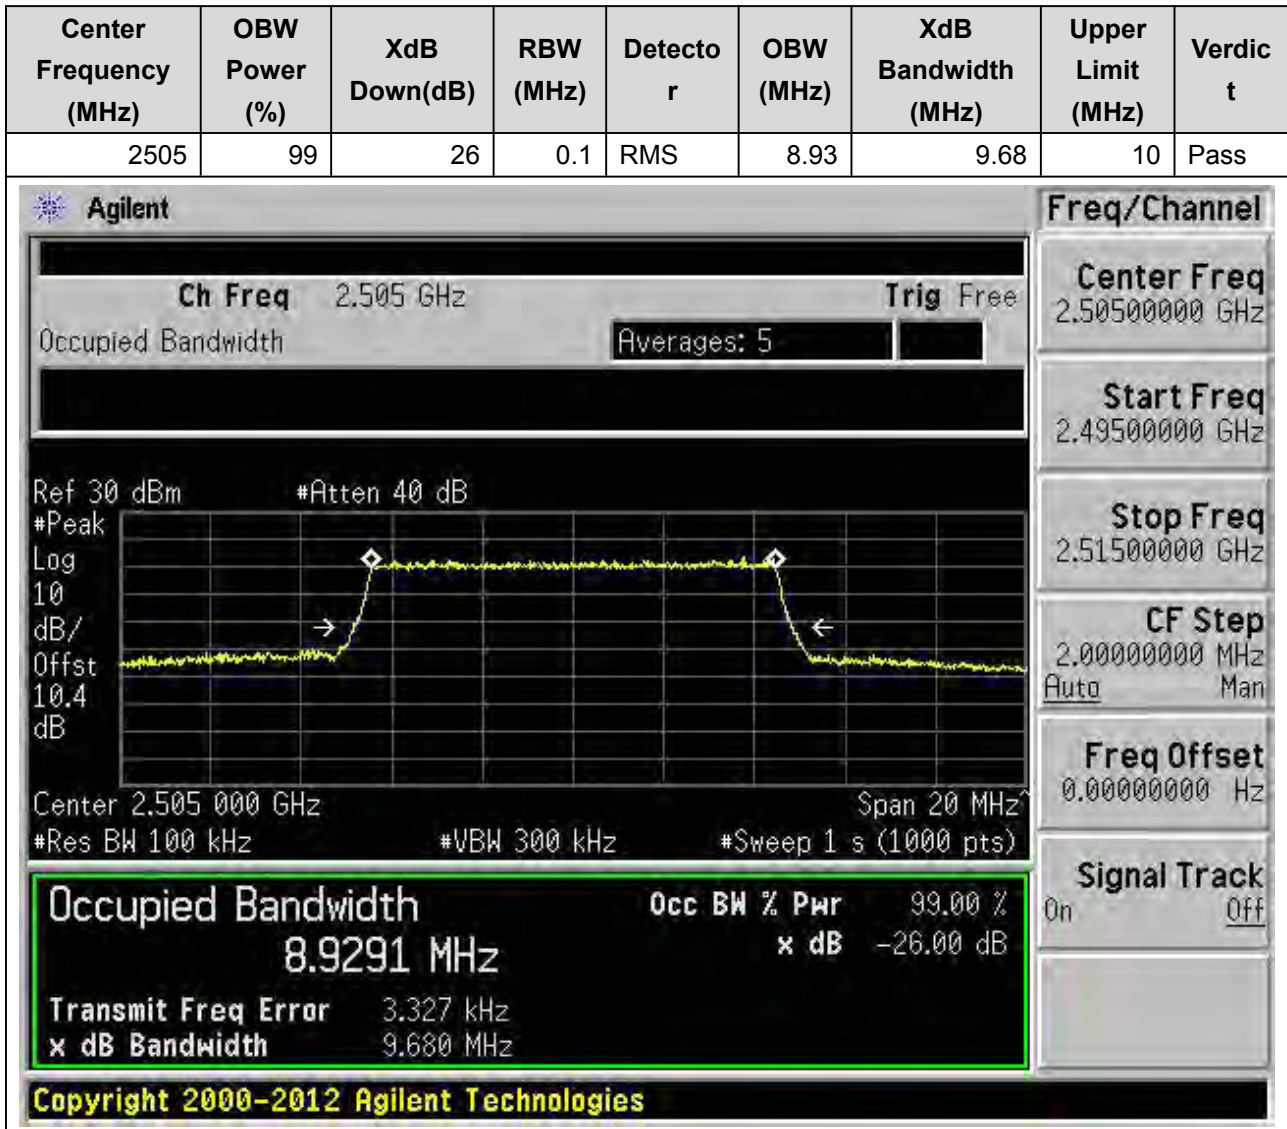 Center Frequency (MHz)
OBW Power (%)
XdB Down(dB)
RBW (MHz)
Detecto r
OBW (MHz)
XdB Bandwidth (MHz)
Upper Limit (MHz)
Verdic t
2505 99 26 0.1 RMS 8.93 9.68 10 Pass
Agilent
Freq/Channel
Ch Freq 2.505 GHz Trig Free
Occupied Bandwidth Averages: 5
Center Freq
2.50500000 GHz
Start Freq
2.49500000 GHz
Stop Freq
2.51500000 GHz
CF Step
2.00000000 MHz
Auto Man
Freq Offset
0.00000000 Hz
Signal Track
On Off
Ref 30 dBm #Atten 40 dB
#Peak
Log
10
dB/
Offst
10.4
dB
Center 2.505 000 GHz Span 20 MHz^
#Res BW 100 kHz #VBW 300 kHz #Sweep 1 s (1000 pts)
Occupied Bandwidth Occ BW % Pwr 99.00 %
8.9291 MHz x dB -26.00 dB
Transmit Freq Error 3.327 kHz
x dB Bandwidth 9.680 MHz
Copyright 2000-2012 Agilent Technologies